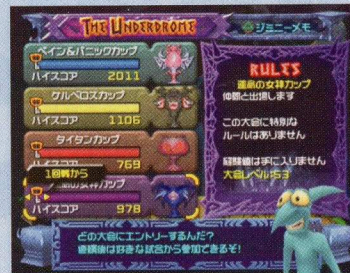 THE UNDERDROME
ジミニーメモ
ペイン&パニックカップ
ハイスコア 2011
ケルベロスカップ
ハイスコア 1106
タイタンカップ
ハイスコア 769
1回戦から
女神カップ
ハイスコア 978
RULES
運命の女神カップ
仲間と出場します
この大会に特別な
ルールはありません
経験値は手に入りません
大会レベル:53
どの大会にエントリーするんだ?
優勝後は好きな試合から参加できるぞ!